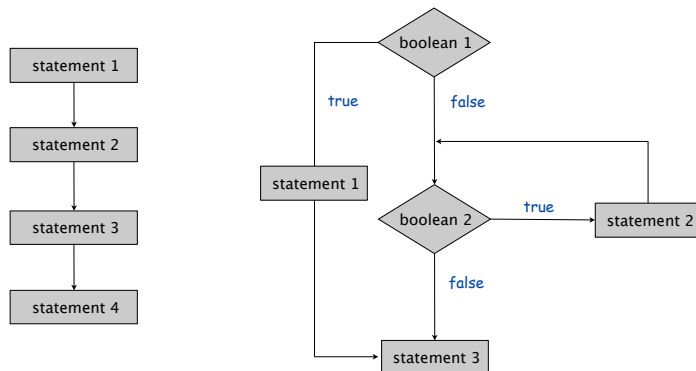 statement 1
statement 2
statement 3
statement 4
boolean 1
true
false
statement 1
boolean 2
true
statement 2
false
statement 3